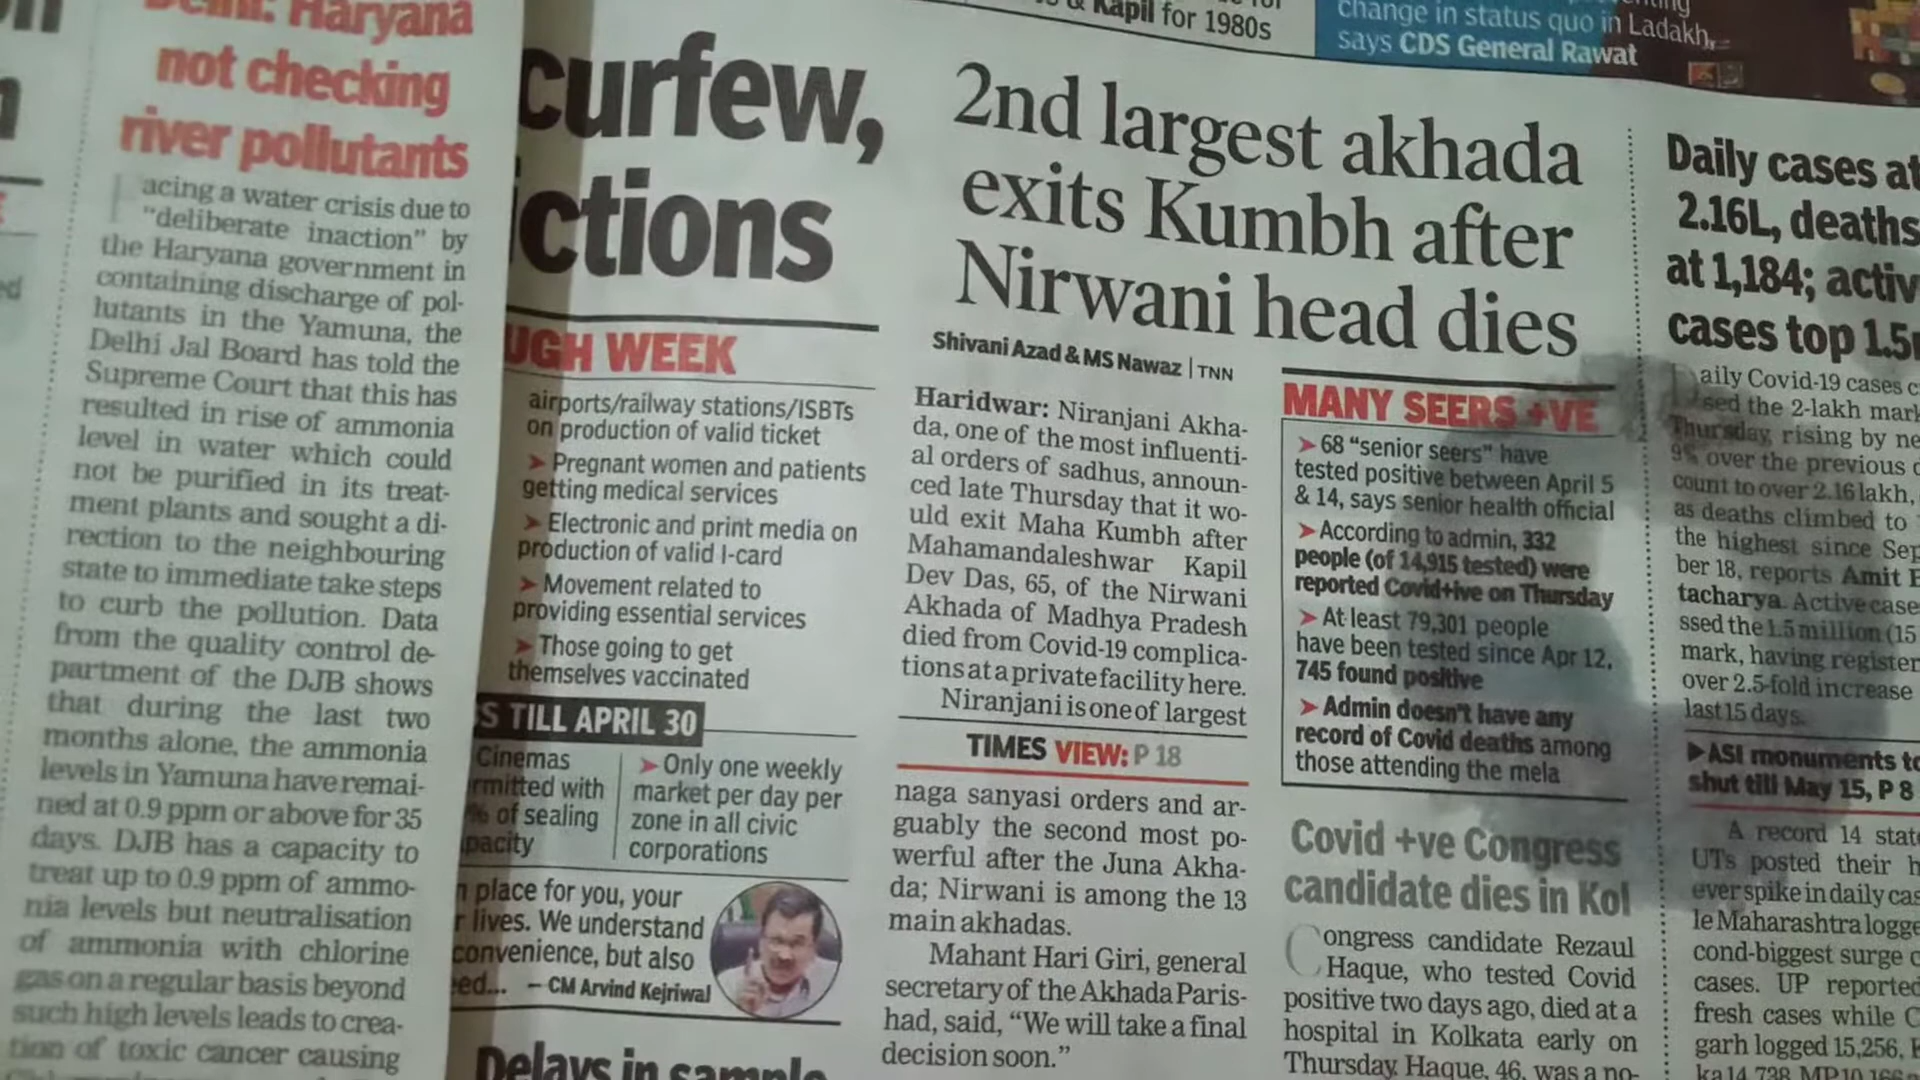 Delhi: Haryana
not checking
river pollutants
acing a water crisis due to
"deliberate inaction" by
the Haryana government in
containing discharge of pol-
lutants in the Yamuna, the
Delhi Jal Board has told the
Supreme Court that this has
resulted in rise of ammonia
level in water which could
not be purified in its treat-
ment plants and sought a di-
rection to the neighbouring
state to immediate take steps
to curb the pollution. Data
from the quality control de-
partment of the DJB shows
that during the last two
months alone, the ammonia
levels in Yamuna have remai-
ned at 0.9 ppm or above for 35
days. DJB has a capacity to
treat up to 0.9 ppm of ammo-
nia levels but neutralisation
of ammonia with chlorine
gas on a regular basis beyond
such high levels leads to crea-
tion of toxic cancer causing
curfew,
ctions
UGH WEEK
airports/railway stations/ISBTs
on production of valid ticket
➤ Pregnant women and patients
getting medical services
➤ Electronic and print media on
production of valid I-card
➤ Movement related to
providing essential services
➤ Those going to get
themselves vaccinated
S TILL APRIL 30
Cinemas
rmitted with
% of sealing
pacity
➤ Only one weekly
market per day per
zone in all civic
corporations
n place for you, your
r lives. We understand
convenience, but also
ed... – CM Arvind Kejriwal
Delays in sample
& Kapil for 1980s
change in status quo in Ladakh,
says CDS General Rawat
2nd largest akhada
exits Kumbh after
Nirwani head dies
Shivani Azad & MS Nawaz | TNN
Haridwar: Niranjani Akha-
da, one of the most influenti-
al orders of sadhus, announ-
ced late Thursday that it wo-
uld exit Maha Kumbh after
Mahamandaleshwar Kapil
Dev Das, 65, of the Nirwani
Akhada of Madhya Pradesh
died from Covid-19 complica-
tions at a private facility here.
Niranjani is one of largest
TIMES VIEW: P 18
naga sanyasi orders and ar-
guably the second most po-
werful after the Juna Akha-
da; Nirwani is among the 13
main akhadas.
Mahant Hari Giri, general
secretary of the Akhada Paris-
had, said, “We will take a final
decision soon.”
MANY SEERS +VE
➤ 68 “senior seers” have
tested positive between April 5
& 14, says senior health official
➤ According to admin, 332
people (of 14,915 tested) were
reported Covid+ive on Thursday
➤ At least 79,301 people
have been tested since Apr 12,
745 found positive
➤ Admin doesn't have any
record of Covid deaths among
those attending the mela
Covid +ve Congress
candidate dies in Kol
Congress candidate Rezaul
Haque, who tested Covid
positive two days ago, died at a
hospital in Kolkata early on
Thursday. Haque, 46, was a no-
Daily cases at
2.16L, deaths
at 1,184; activ
cases top 1.5
Daily Covid-19 cases c
sed the 2-lakh mark
Thursday, rising by ne
9% over the previous
count to over 2.16 lakh,
as deaths climbed to
the highest since Sep
ber 18, reports Amit B
tacharya. Active case
ssed the 1.5 million (15
mark, having register
over 2.5-fold increase
last 15 days.
▶ASI monuments to
shut till May 15, P 8
A record 14 state
UTs posted their h
ever spike in daily cas
le Maharashtra logge
cond-biggest surge
cases. UP reported
fresh cases while C
garh logged 15,256,
ka 14,738, MP 10,166